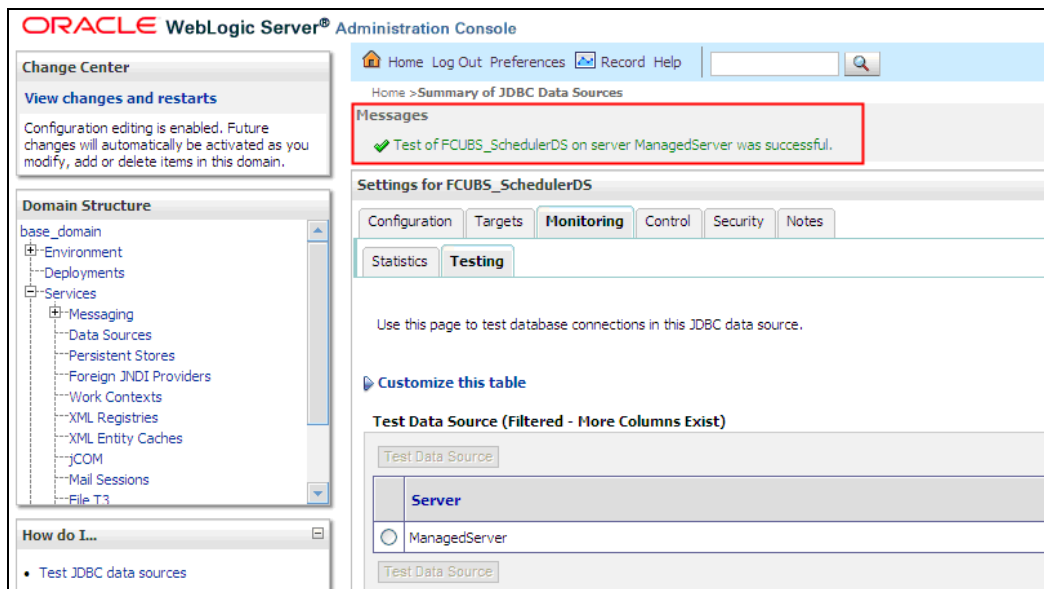 ORACLE WebLogic Server® Administration Console
Change Center
View changes and restarts
Configuration editing is enabled. Future
changes will automatically be activated as you
modify, add or delete items in this domain.
Domain Structure
base_domain
Environment
Deployments
Services
Messaging
Data Sources
Persistent Stores
Foreign JNDI Providers
Work Contexts
XML Registries
XML Entity Caches
jCOM
Mail Sessions
File T3
How do I...
• Test JDBC data sources
Home Log Out Preferences Record Help
Home >Summary of JDBC Data Sources
Messages
Test of FCUBS_SchedulerDS on server ManagedServer was successful.
Settings for FCUBS_SchedulerDS
Configuration Targets Monitoring Control Security Notes
Statistics Testing
Use this page to test database connections in this JDBC data source.
Customize this table
Test Data Source (Filtered - More Columns Exist)
Test Data Source
Server
ManagedServer
Test Data Source